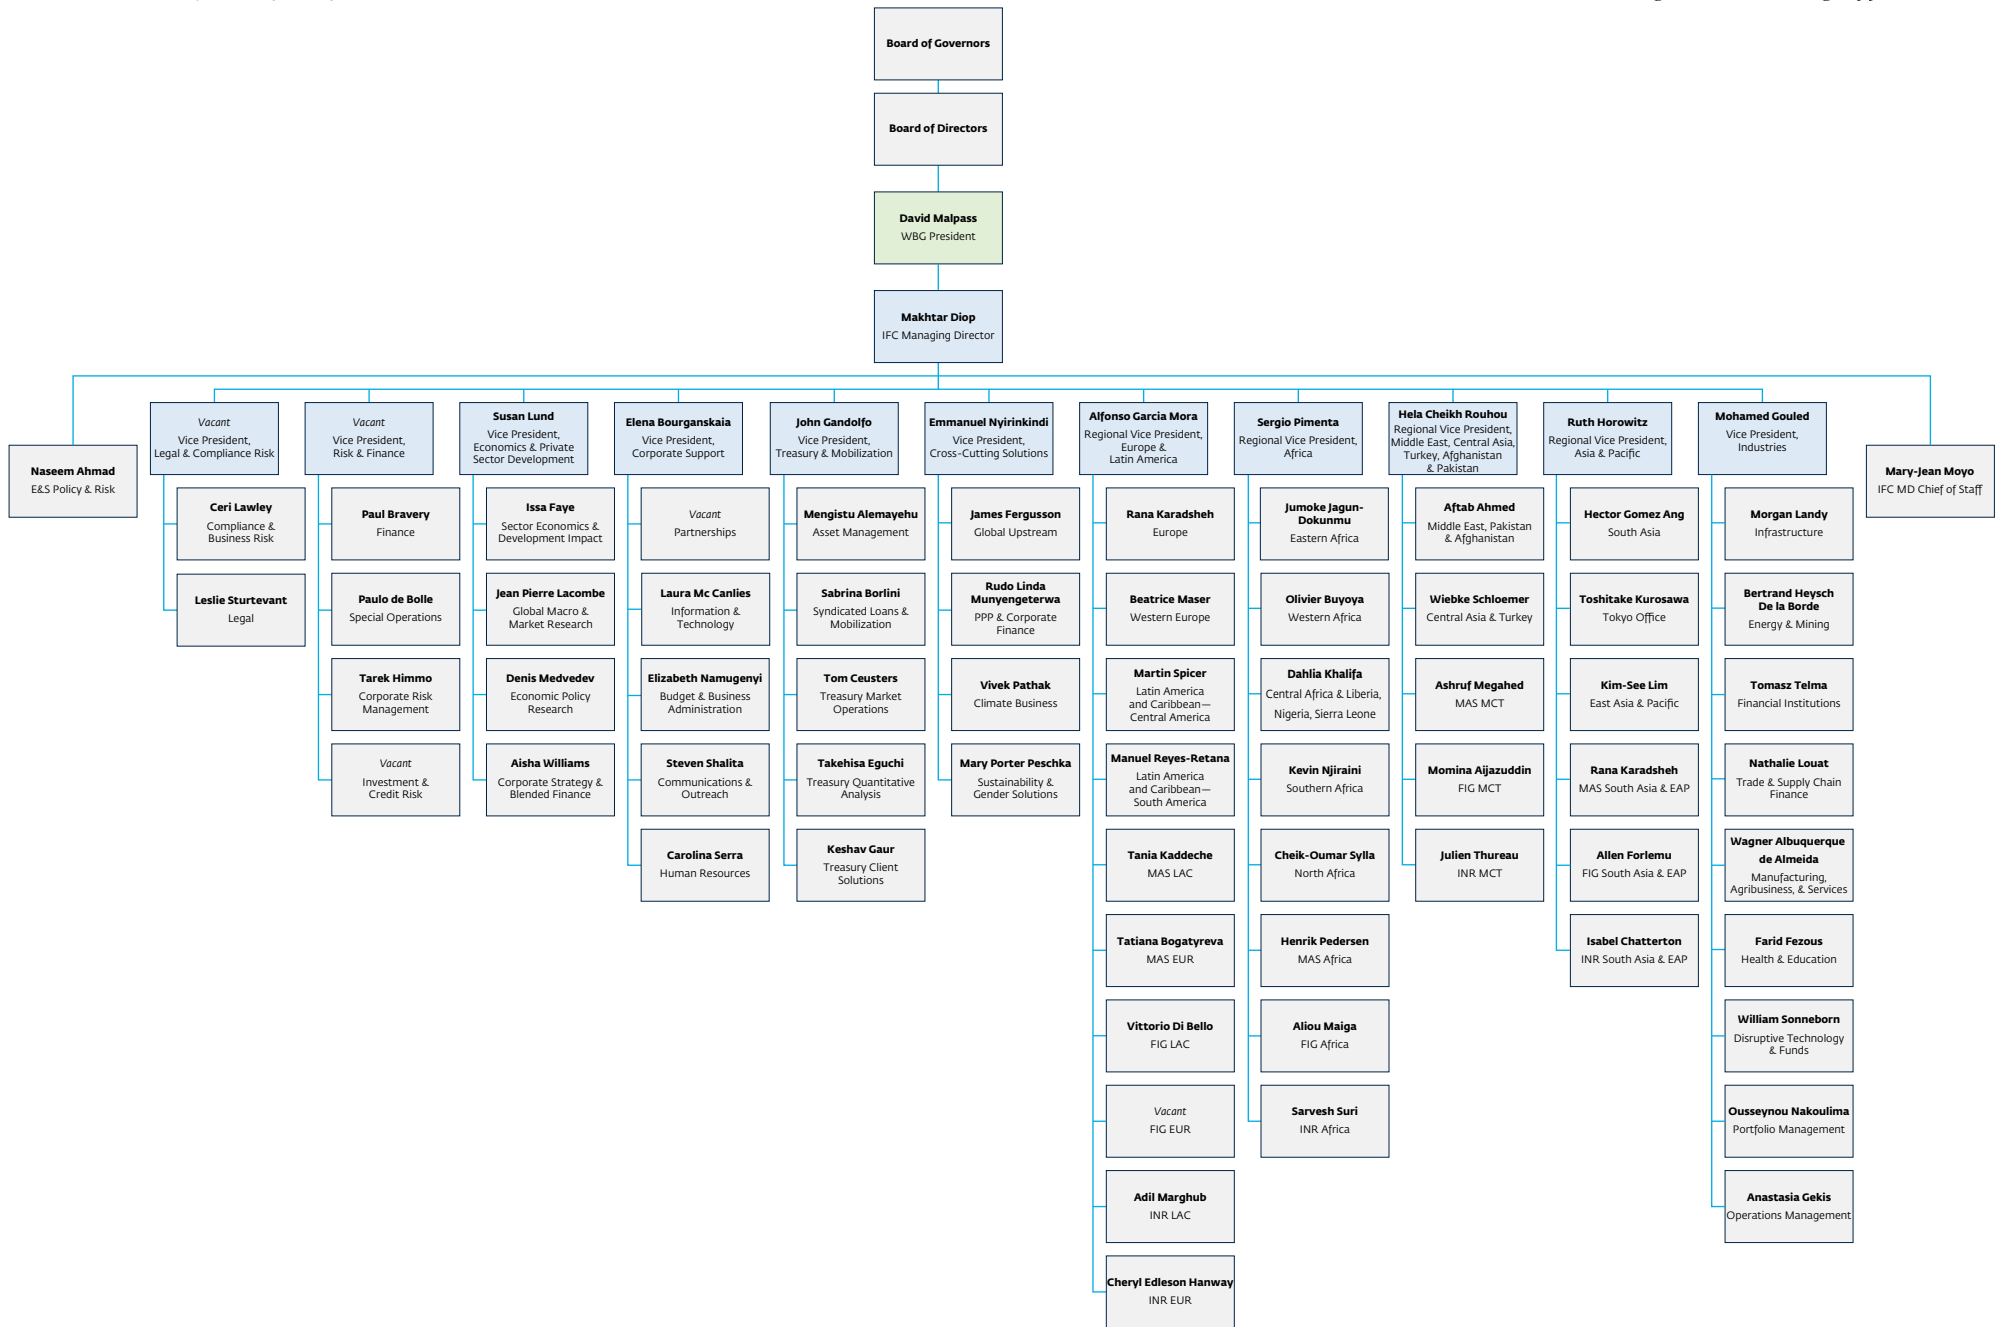 Board of Governors
Board of Directors
David Malpass
WBG President
Makhtar Diop
IFC Managing Director
Naseem Ahmad
E&S Policy & Risk
Vacant
Vice President,
Legal & Compliance Risk
Ceri Lawley
Compliance &
Business Risk
Leslie Sturtevant
Legal
Vacant
Vice President,
Risk & Finance
Paul Bravery
Finance
Paulo de Bolle
Special Operations
Tarek Himmo
Corporate Risk
Management
Vacant
Investment &
Credit Risk
Susan Lund
Vice President,
Economics & Private
Sector Development
Issa Faye
Sector Economics &
Development Impact
Jean Pierre Lacombe
Global Macro &
Market Research
Denis Medvedev
Economic Policy
Research
Aisha Williams
Corporate Strategy &
Blended Finance
Elena Bourganskaia
Vice President,
Corporate Support
Vacant
Partnerships
Laura Mc Canlies
Information &
Technology
Elizabeth Namugenyi
Budget & Business
Administration
Steven Shalita
Communications &
Outreach
Carolina Serra
Human Resources
John Gandolfo
Vice President,
Treasury & Mobilization
Mengistu Alemayehu
Asset Management
Sabrina Borlini
Syndicated Loans &
Mobilization
Tom Ceusters
Treasury Market
Operations
Takehisa Eguchi
Treasury Quantitative
Analysis
Keshav Gaur
Treasury Client
Solutions
Emmanuel Nyirinkindi
Vice President,
Cross-Cutting Solutions
James Fergusson
Global Upstream
Rudo Linda
Munyengeterwa
PPP & Corporate
Finance
Vivek Pathak
Climate Business
Mary Porter Peschka
Sustainability &
Gender Solutions
Alfonso Garcia Mora
Regional Vice President,
Europe &
Latin America
Rana Karadsheh
Europe
Beatrice Maser
Western Europe
Martin Spicer
Latin America
and Caribbean—
Central America
Manuel Reyes-Retana
Latin America
and Caribbean—
South America
Tania Kaddeche
MAS LAC
Tatiana Bogatyreva
MAS EUR
Vittorio Di Bello
FIG LAC
Vacant
FIG EUR
Adil Marghub
INR LAC
Cheryl Edleson Hanway
INR EUR
Sergio Pimenta
Regional Vice President,
Africa
Jumoke Jagun-
Dokunmu
Eastern Africa
Olivier Buyoya
Western Africa
Dahlia Khalifa
Central Africa & Liberia,
Nigeria, Sierra Leone
Kevin Njiraini
Southern Africa
Cheik-Oumar Sylla
North Africa
Henrik Pedersen
MAS Africa
Aliou Maiga
FIG Africa
Sarvesh Suri
INR Africa
Hela Cheikh Rouhou
Regional Vice President,
Middle East, Central Asia,
Turkey, Afghanistan
& Pakistan
Aftab Ahmed
Middle East, Pakistan
& Afghanistan
Wiebke Schloemer
Central Asia & Turkey
Ashruf Megahed
MAS MCT
Momina Aijazuddin
FIG MCT
Julien Thureau
INR MCT
Ruth Horowitz
Regional Vice President,
Asia & Pacific
Hector Gomez Ang
South Asia
Toshitake Kurosawa
Tokyo Office
Kim-See Lim
East Asia & Pacific
Rana Karadsheh
MAS South Asia & EAP
Allen Forlemu
FIG South Asia & EAP
Isabel Chatterton
INR South Asia & EAP
Mohamed Gouled
Vice President,
Industries
Morgan Landy
Infrastructure
Bertrand Heysch
De la Borde
Energy & Mining
Tomasz Telma
Financial Institutions
Nathalie Louat
Trade & Supply Chain
Finance
Wagner Albuquerque
de Almeida
Manufacturing,
Agribusiness, & Services
Farid Fezous
Health & Education
William Sonneborn
Disruptive Technology
& Funds
Ousseynou Nakoulima
Portfolio Management
Anastasia Gekis
Operations Management
Mary-Jean Moyo
IFC MD Chief of Staff